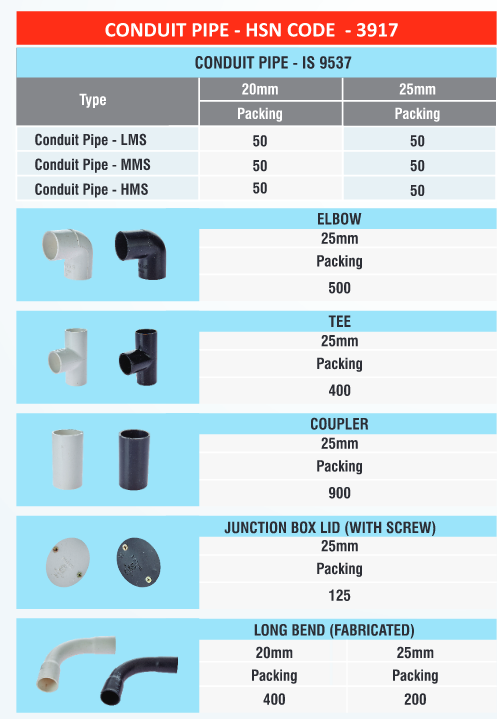 CONDUIT PIPE - HSN CODE - 3917
CONDUIT PIPE - IS 9537
Type
20mm
25mm
Packing
Packing
Conduit Pipe - LMS
50
50
Conduit Pipe - MMS
50
50
Conduit Pipe - HMS
50
50
ELBOW
25mm
Packing
500
TEE
25mm
Packing
400
COUPLER
25mm
Packing
900
JUNCTION BOX LID (WITH SCREW)
25mm
Packing
125
LONG BEND (FABRICATED)
20mm
25mm
Packing
Packing
400
200